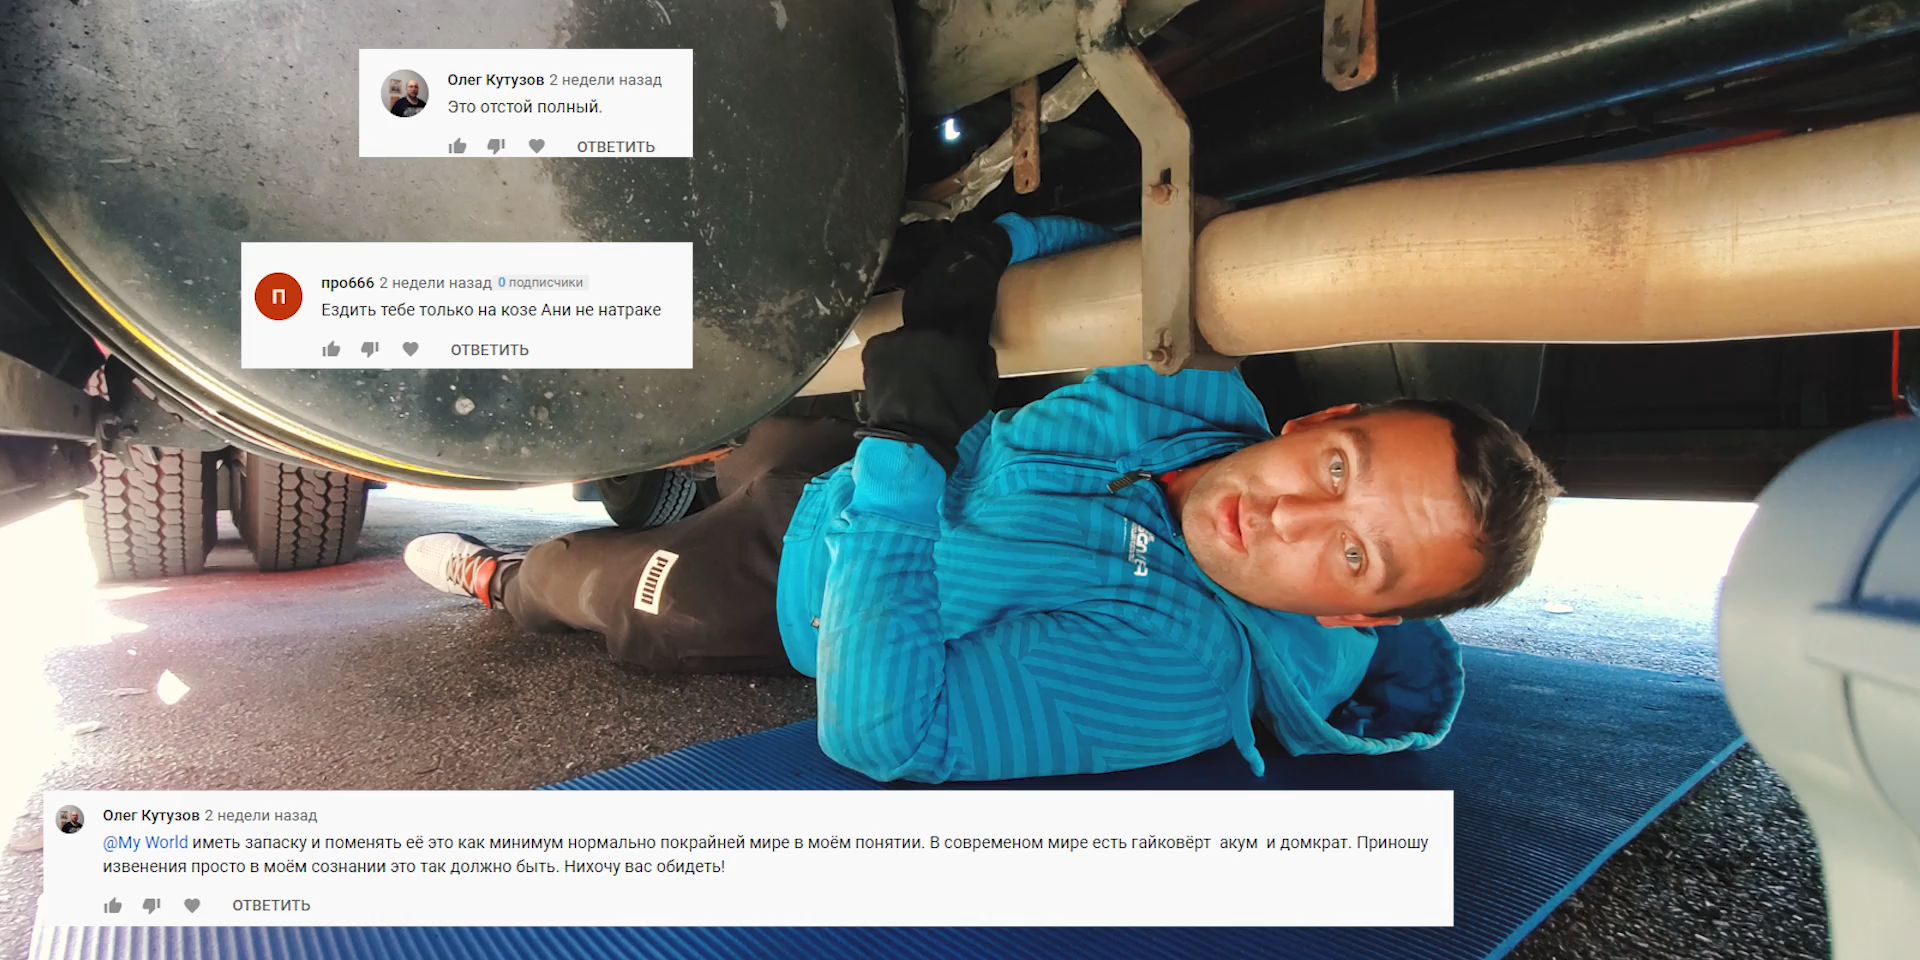 Олег Кутузов 2 недели назад
Это отстой полный.
ОТВЕТИТЬ
П
про666 2 недели назад 0 подписчики
Ездить тебе только на козе Ани не натраке
ОТВЕТИТЬ
PUMA
Олег Кутузов 2 недели назад
@My World иметь запаску и поменять её это как минимум нормально покрайней мире в моём понятии. В современом мире есть гайковёрт акум и домкрат. Приношу
извенения просто в моём сознании это так должно быть. Нихочу вас обидеть!
ОТВЕТИТЬ